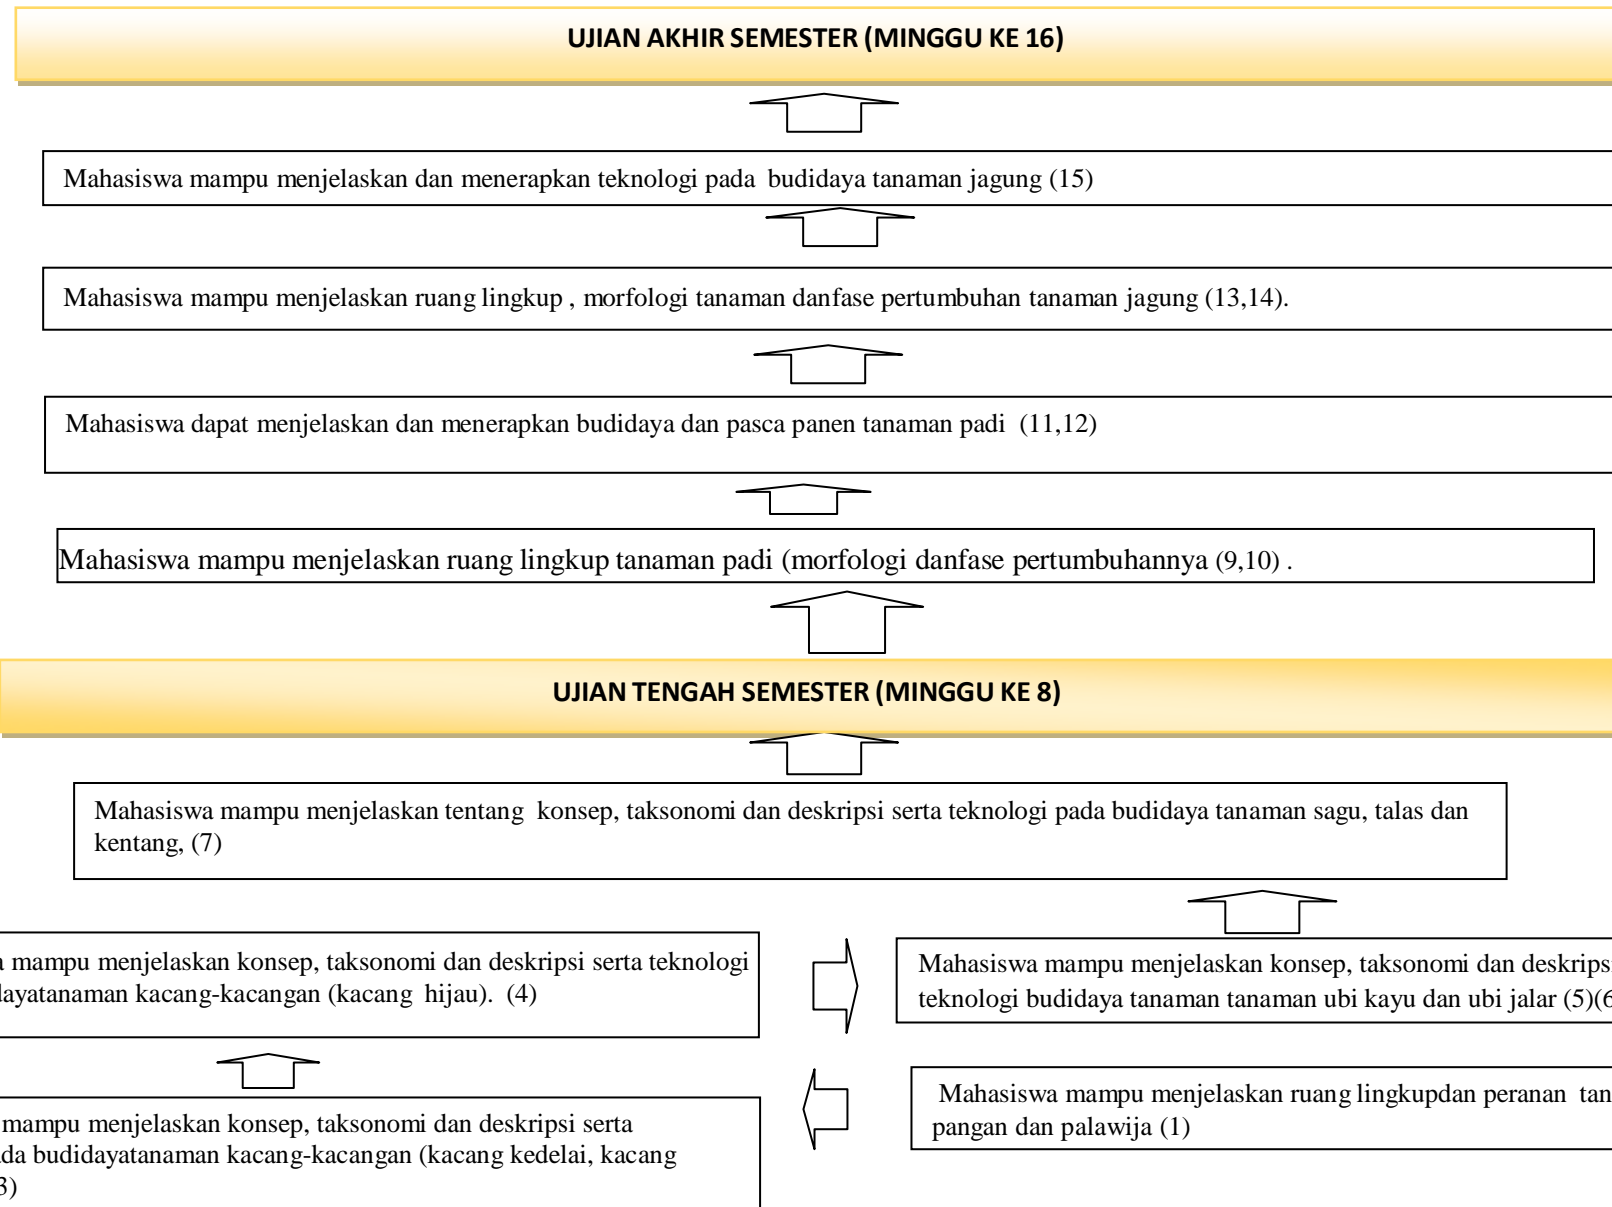 UJIAN AKHIR SEMESTER (MINGGU KE 16)
Mahasiswa mampu menjelaskan dan menerapkan teknologi pada budidaya tanaman jagung (15)
Mahasiswa mampu menjelaskan ruang lingkup , morfologi tanaman danfase pertumbuhan tanaman jagung (13,14).
Mahasiswa dapat menjelaskan dan menerapkan budidaya dan pasca panen tanaman padi (11,12)
Mahasiswa mampu menjelaskan ruang lingkup tanaman padi (morfologi danfase pertumbuhannya (9,10) .
UJIAN TENGAH SEMESTER (MINGGU KE 8)
Mahasiswa mampu menjelaskan tentang konsep, taksonomi dan deskripsi serta teknologi pada budidaya tanaman sagu, talas dan
kentang, (7)
mampu menjelaskan konsep, taksonomi dan deskripsi serta teknologi
tanaman kacang-kacangan (kacang hijau). (4)
Mahasiswa mampu menjelaskan konsep, taksonomi dan deskripsi
teknologi budidaya tanaman tanaman ubi kayu dan ubi jalar (5)(6
Mahasiswa mampu menjelaskan ruang lingkupdan peranan tan
pangan dan palawija (1)
mampu menjelaskan konsep, taksonomi dan deskripsi serta
budidayatanaman kacang-kacangan (kacang kedelai, kacang
3)